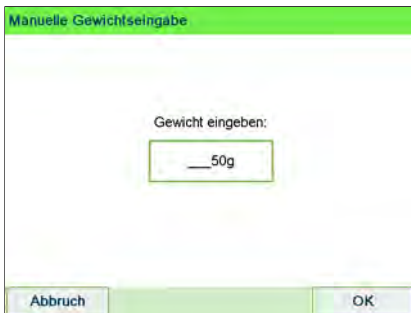 Manuelle Gewichtseingabe
Gewicht eingeben:
___50g
Abbruch
OK